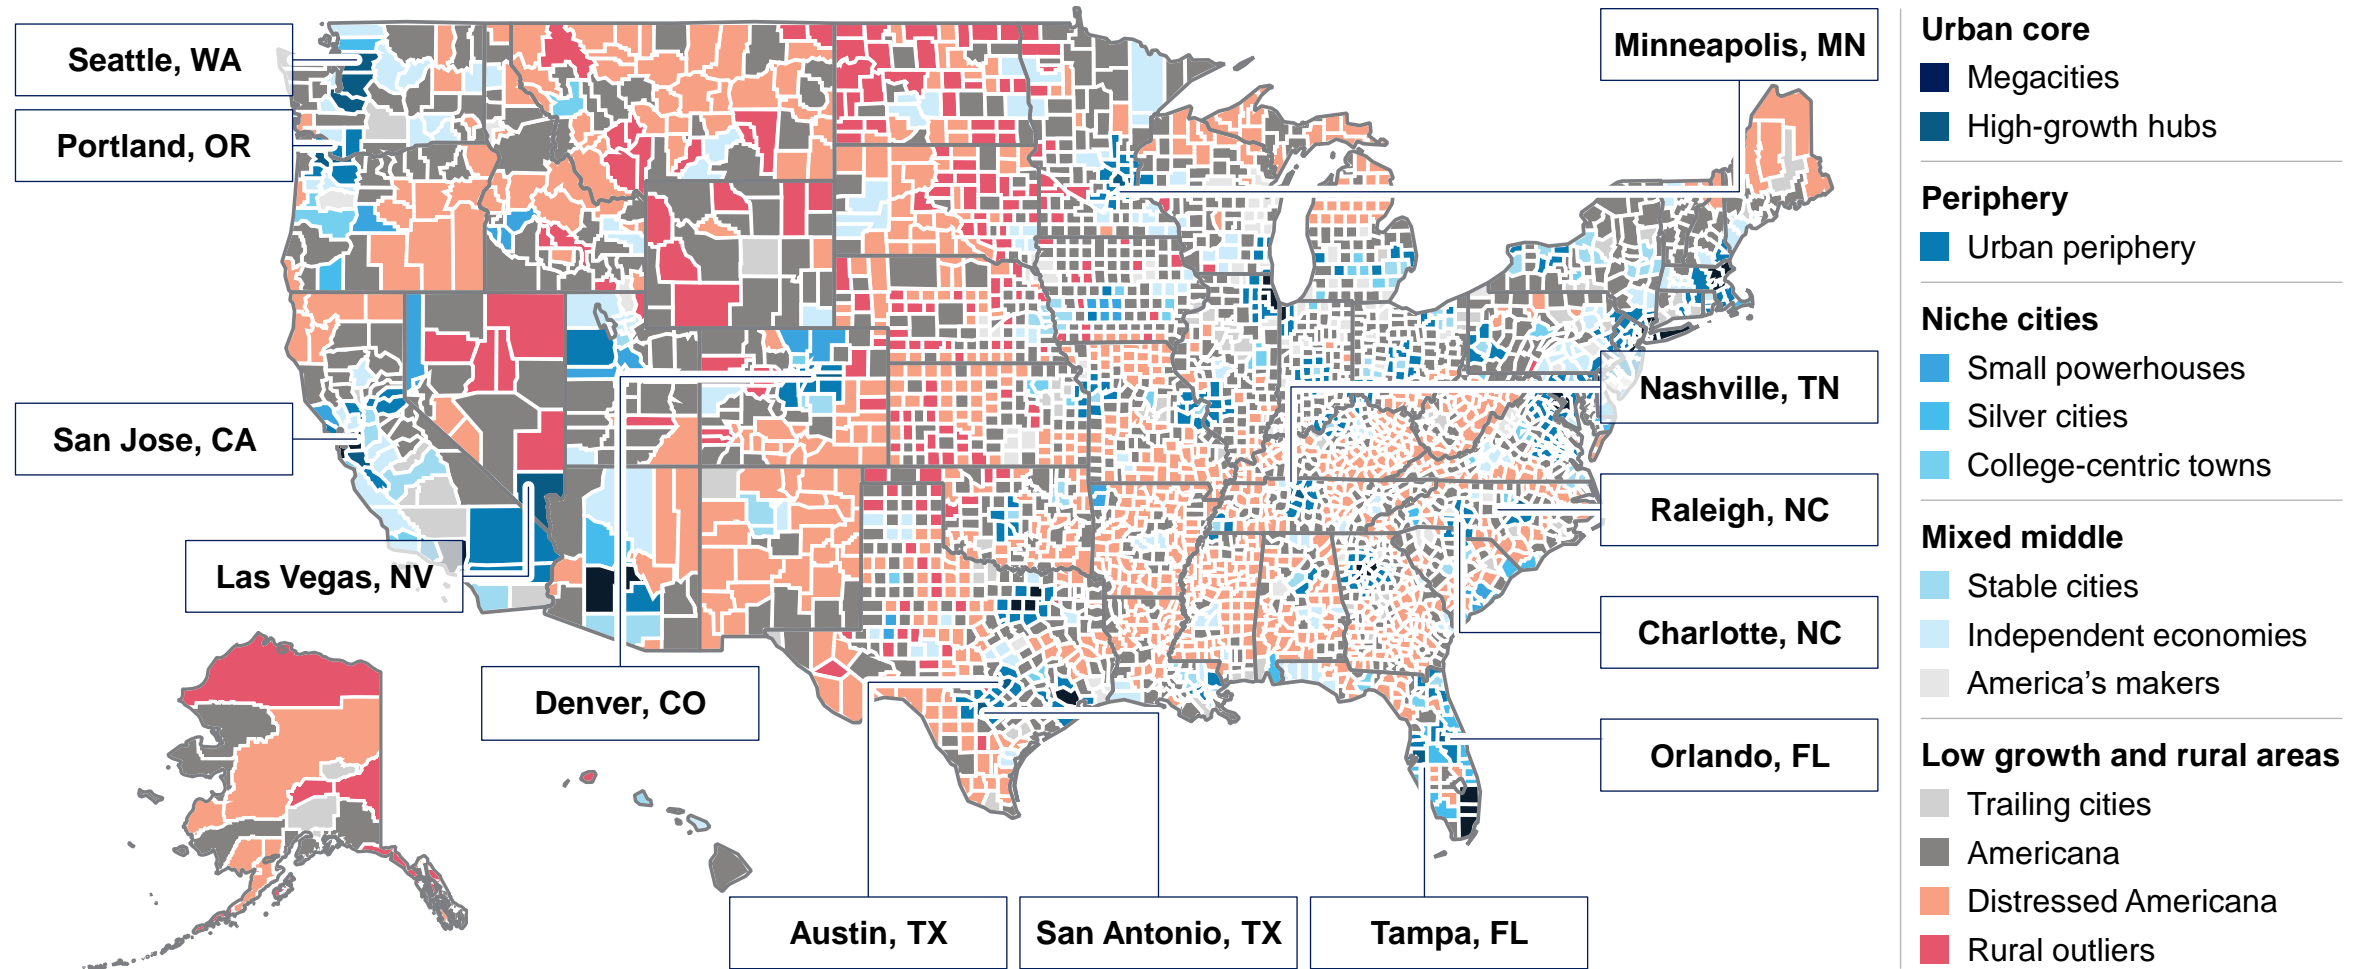 Seattle, WA
Portland, OR
San Jose, CA
Las Vegas, NV
Denver, CO
Austin, TX
San Antonio, TX
Tampa, FL
Minneapolis, MN
Nashville, TN
Raleigh, NC
Charlotte, NC
Orlando, FL
Urban core
Megacities
High-growth hubs
Periphery
Urban periphery
Niche cities
Small powerhouses
Silver cities
College-centric towns
Mixed middle
Stable cities
Independent economies
America’s makers
Low growth and rural areas
Trailing cities
Americana
Distressed Americana
Rural outliers